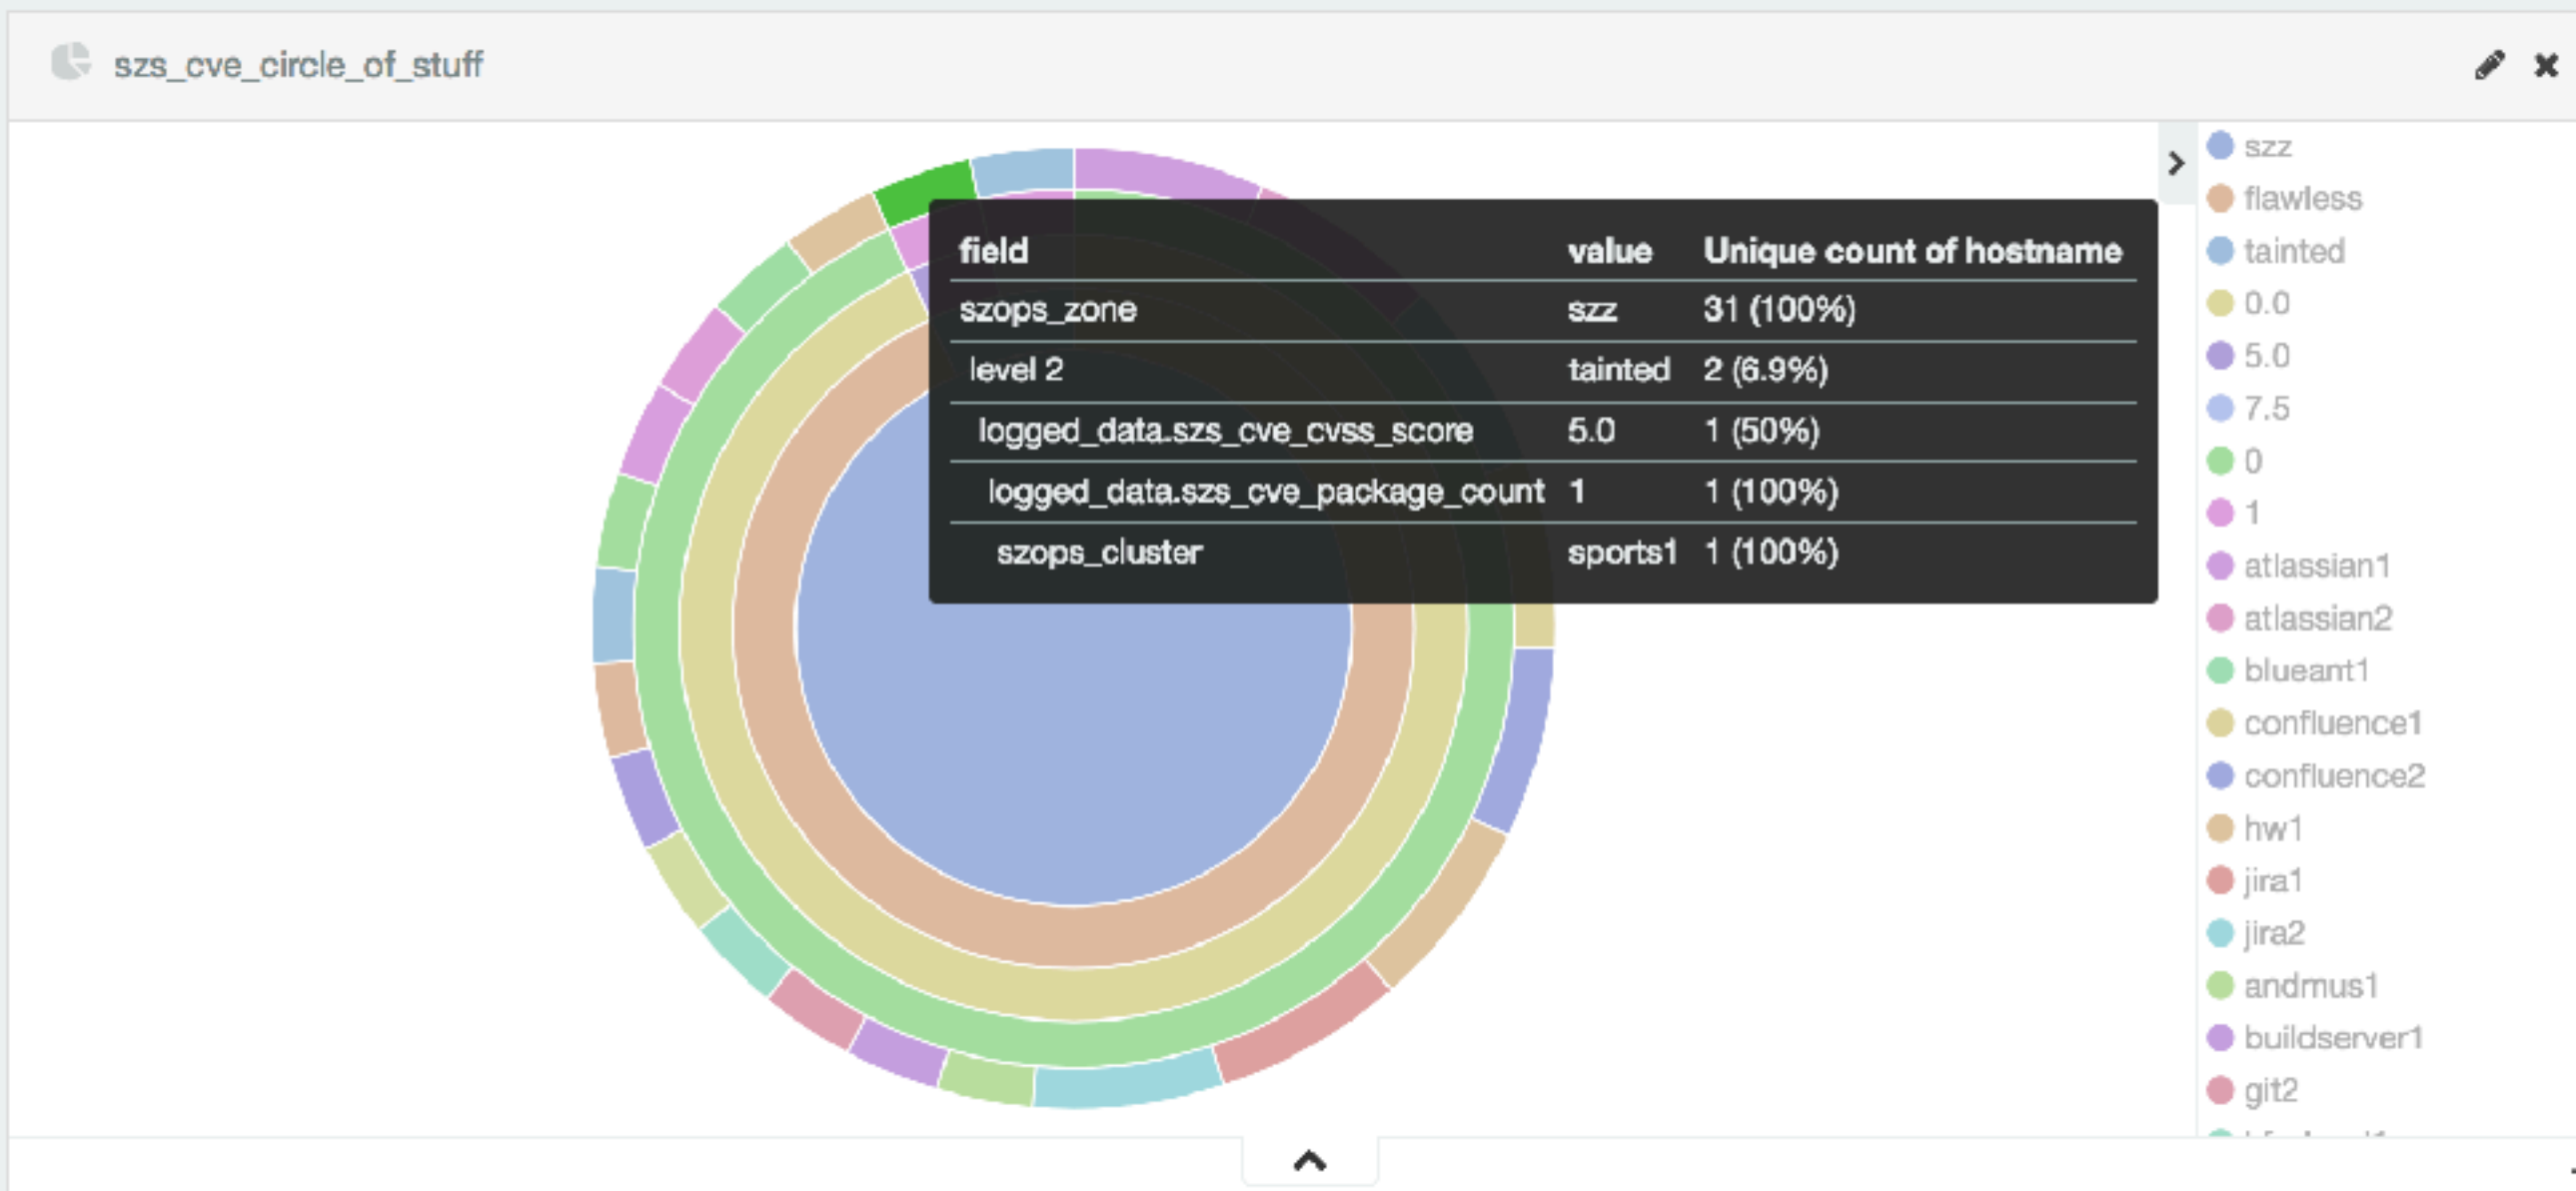 szs_cve_circle_of_stuff
field value Unique count of hostname
szops_zone szz 31 (100%)
level 2 tainted 2 (6.9%)
logged_data.szs_cve_cvss_score 5.0 1 (50%)
logged_data.szs_cve_package_count 1 1 (100%)
szops_cluster sports1 1 (100%)
szz
flawless
tainted
0.0
5.0
7.5
0
1
atlassian1
atlassian2
blueant1
confluence1
confluence2
hw1
jira1
jira2
andmus1
buildserver1
git2